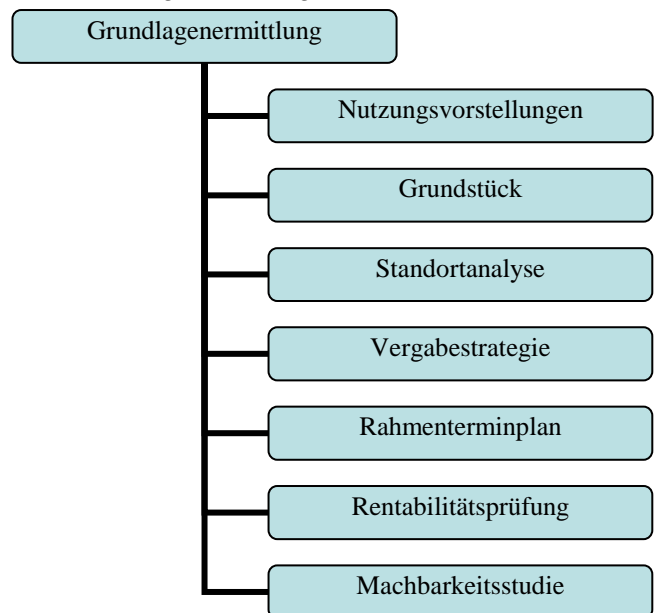 Grundlagenermittlung
Nutzungsvorstellungen
Grundstück
Standortanalyse
Vergabestrategie
Rahmenterminplan
Rentabilitätsprüfung
Machbarkeitsstudie